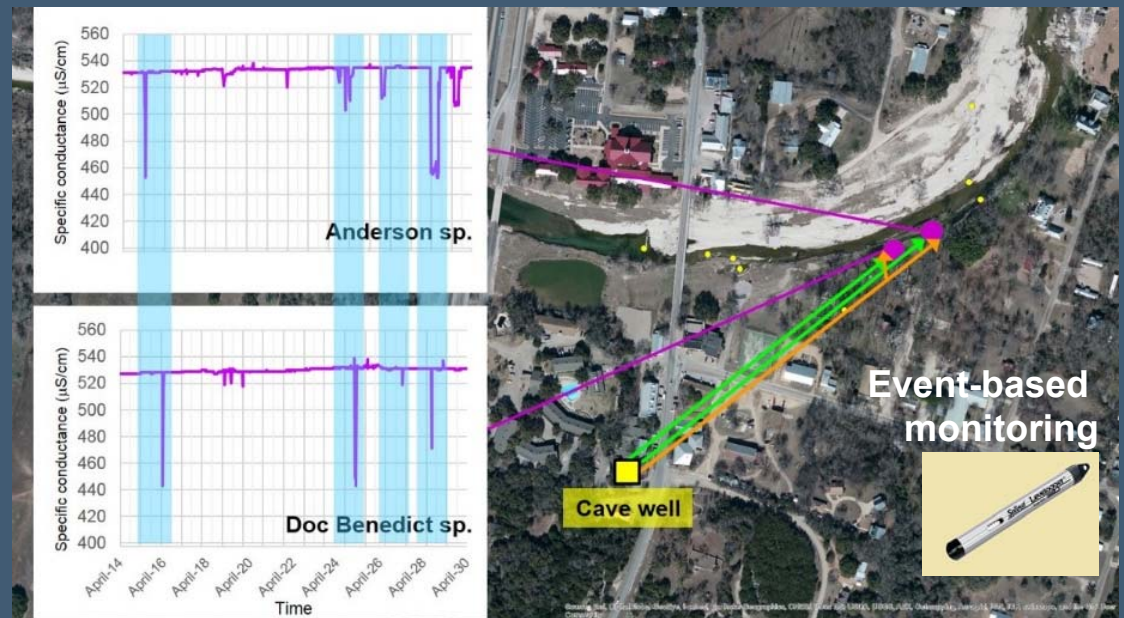 560
540
520
500
480
460
440
420
400
Specific conductance (µS/cm)
Anderson sp.
560
540
520
500
480
460
440
420
400
Specific conductance (µS/cm)
Doc Benedict sp.
April-14
April-16
April-18
April-20
April-22
April-24
April-26
April-28
April-30
Time
Cave well
Event-based
monitoring
Solinst Levelogger